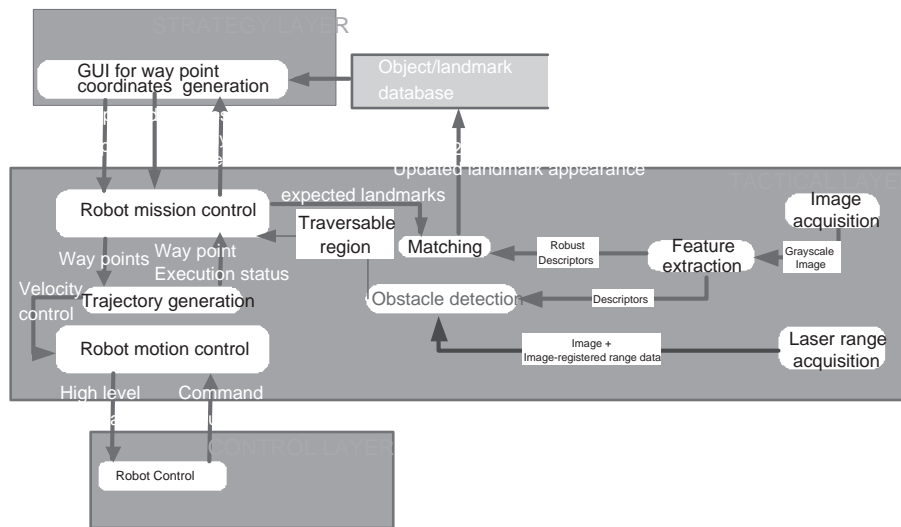 STRATEGY LAYER
GUI for way point
coordinates generation
Object/landmark
database
Updated landmark appearance
TACTICAL LAYER
expected landmarks
Robot mission control
Traversable
region
Matching
Robust
Descriptors
Feature
extraction
Grayscale
Image
Image
acquisition
Way points
Way point
Execution status
Velocity
control
Trajectory generation
Obstacle detection
Descriptors
Robot motion control
Image +
Image-registered range data
Laser range
acquisition
High level
Command
CONTROL LAYER
Robot Control